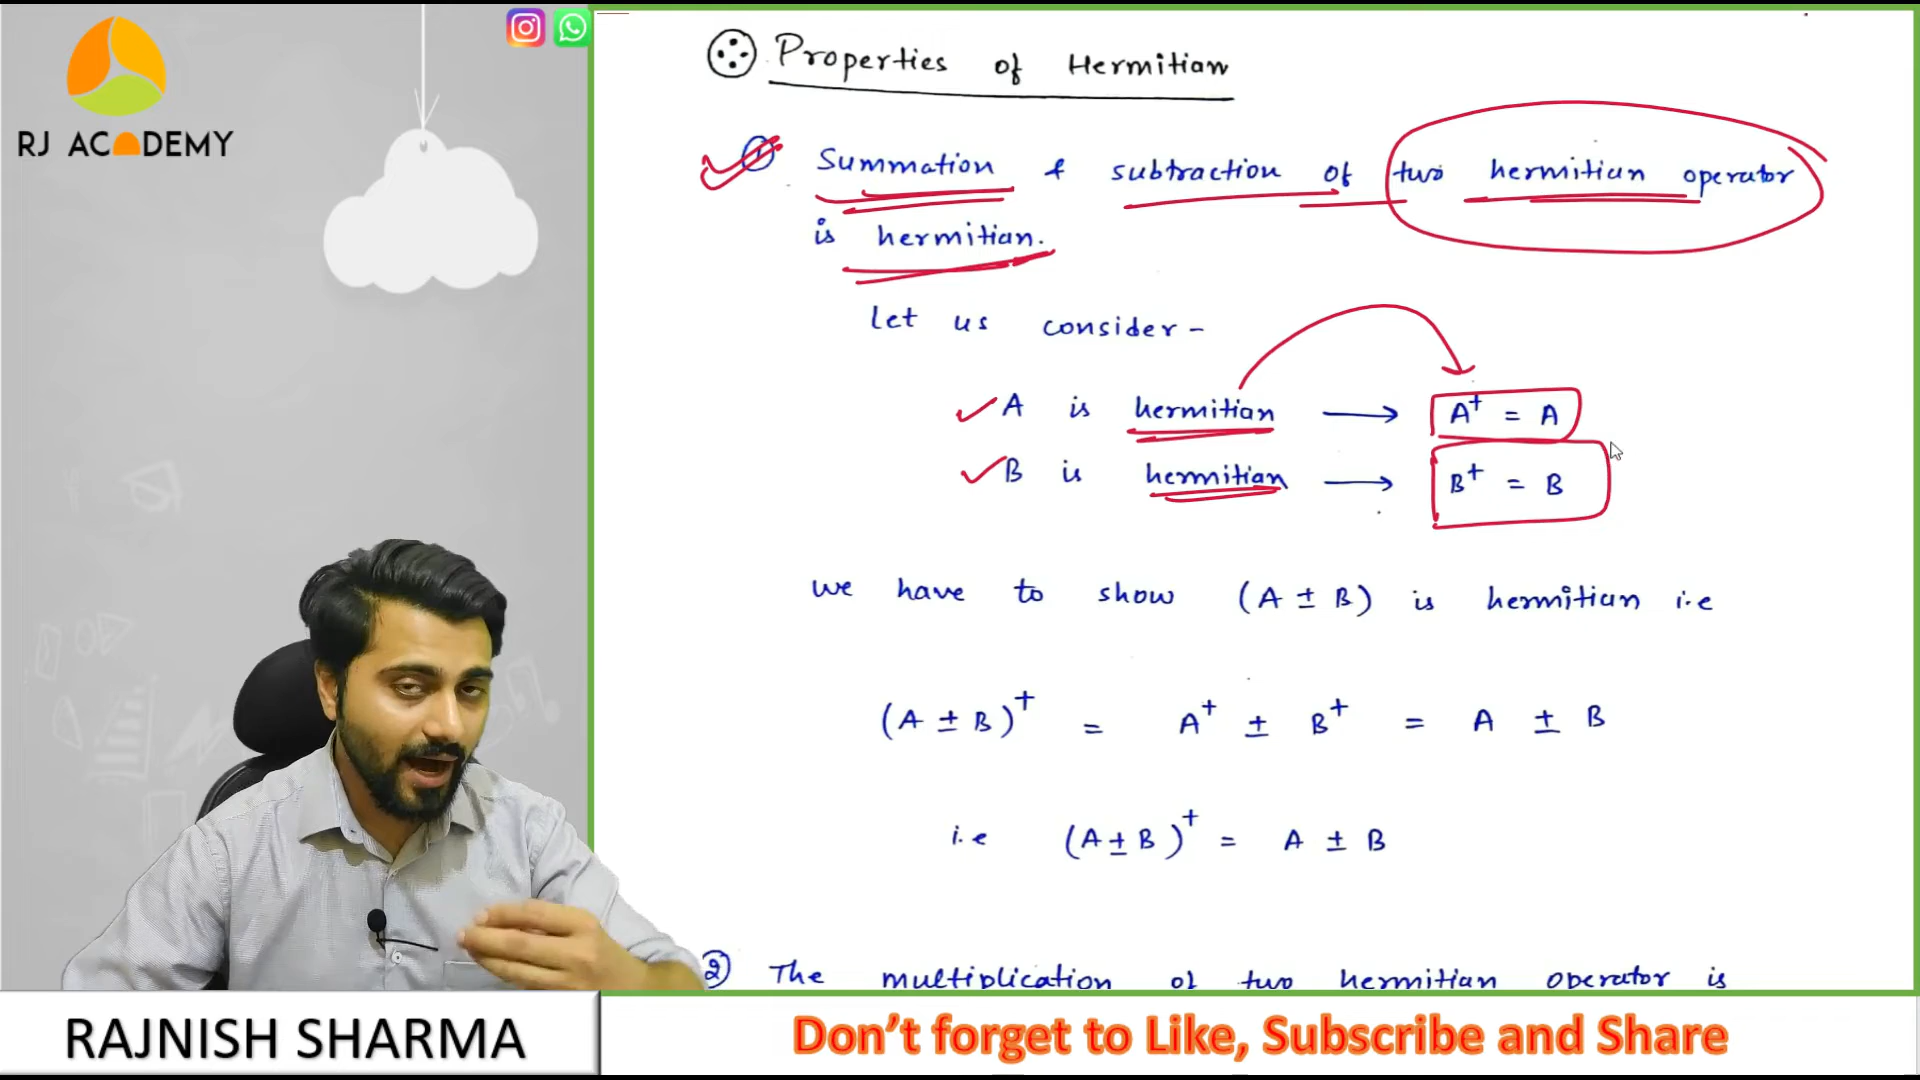 RJ ACADEMY
Properties of Hermitian
① Summation & subtraction of two hermitian operator
is hermitian.
Let us consider -
A is hermitian → A⁺ = A
B is hermitian → B⁺ = B
we have to show (A ± B) is hermitian i.e
(A ± B)⁺ = A⁺ ± B⁺ = A ± B
i.e (A ± B)⁺ = A ± B
② The multiplication of two hermitian operator is
RAJNISH SHARMA
Don't forget to Like, Subscribe and Share